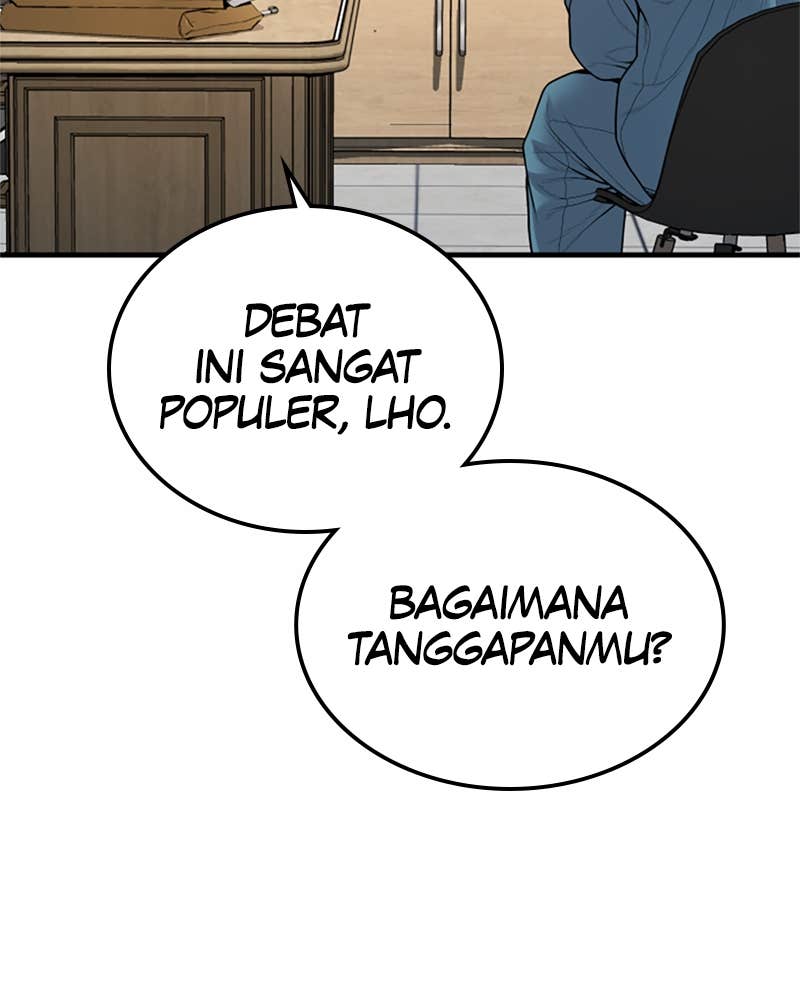 DEBAT
INI SANGAT
POPULER, LHO.
BAGAIMANA
TANGGAPANMU?